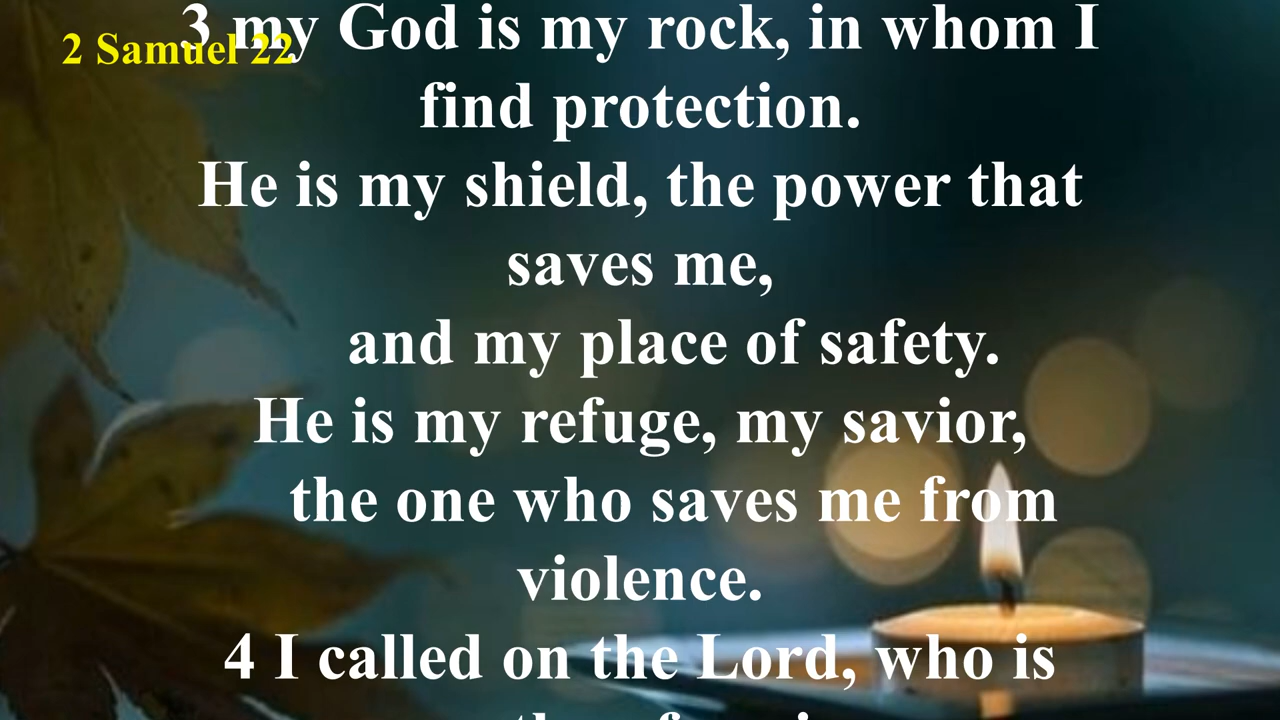 2 Samuel 22
3 my God is my rock, in whom I
find protection.
He is my shield, the power that
saves me,
and my place of safety.
He is my refuge, my savior,
the one who saves me from
violence.
4 I called on the Lord, who is